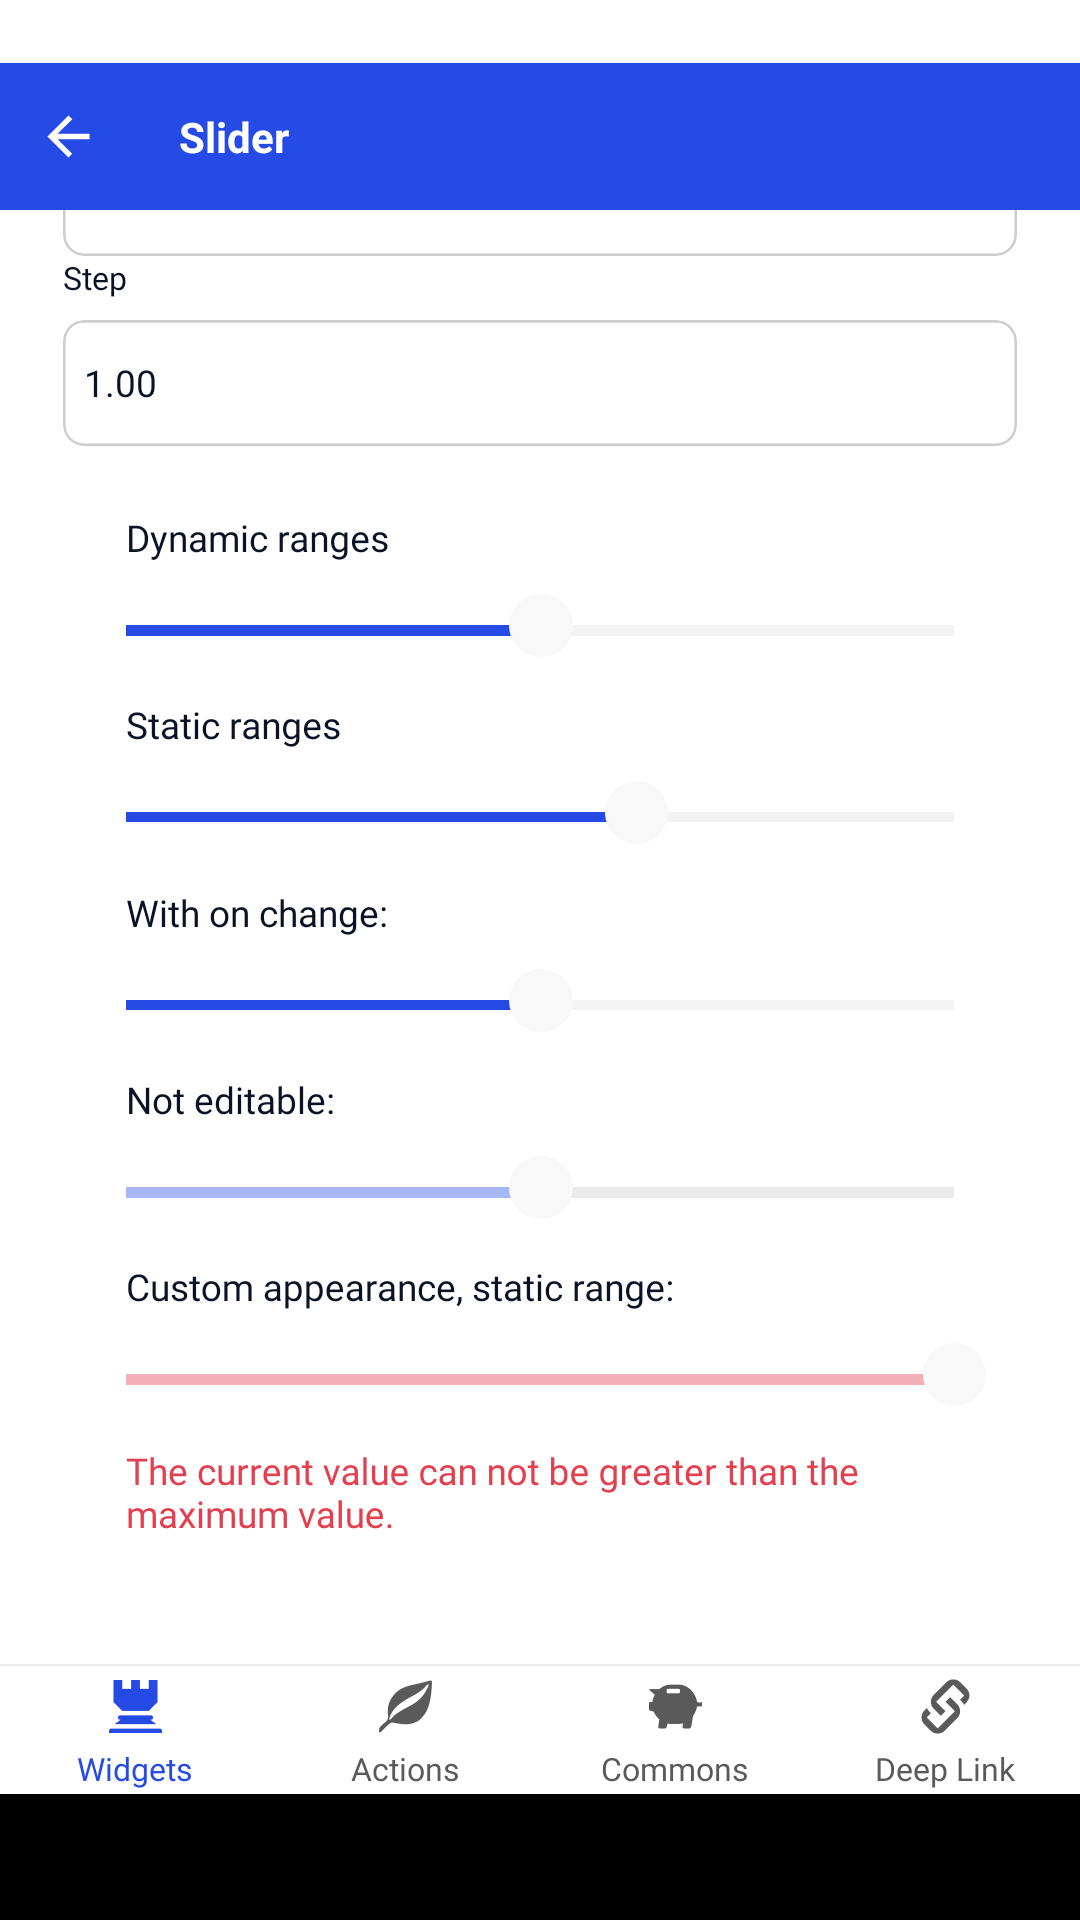 Slider
Step
1.00
Dynamic ranges
Static ranges
With on change:
Not editable:
Custom appearance, static range:
The current value can not be greater than the
maximum value.
Widgets
Actions
Commons
Deep Link